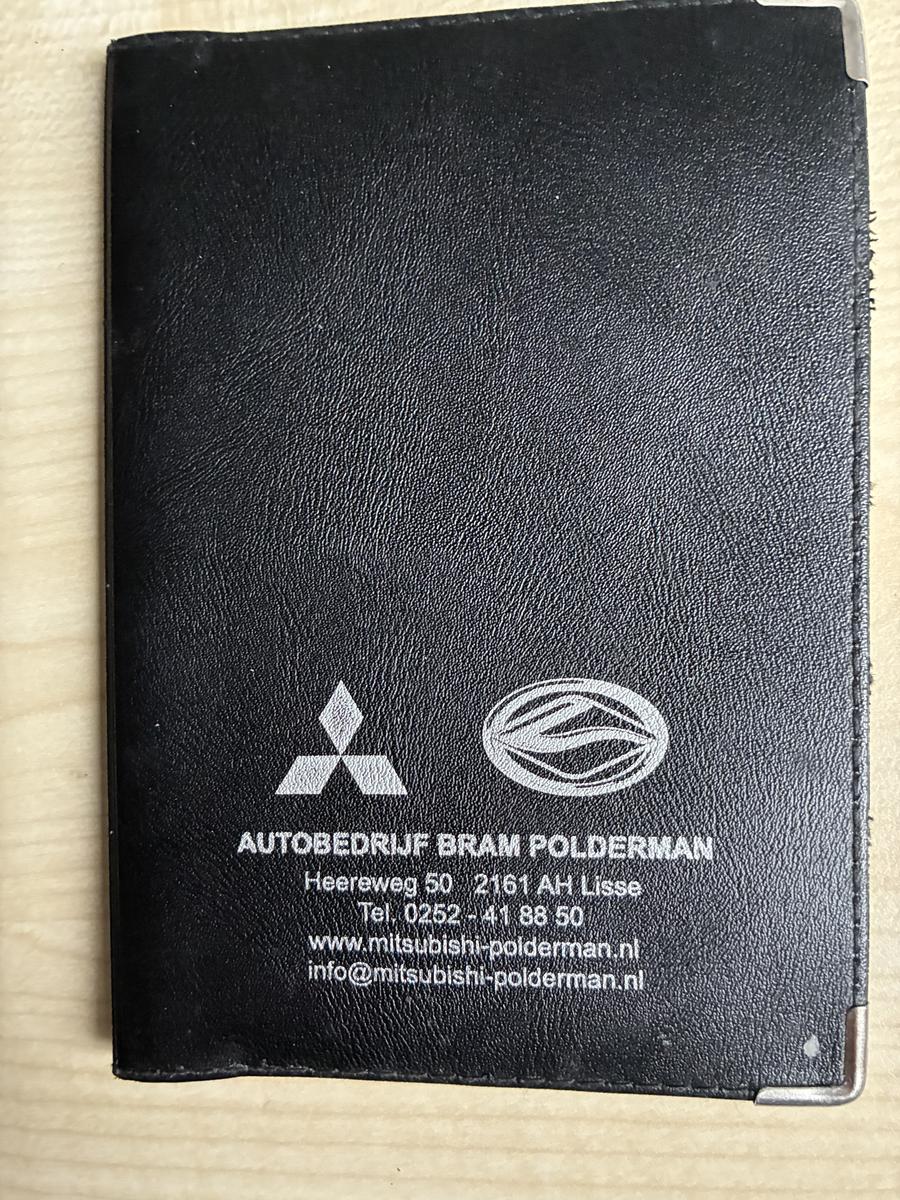 AUTOBEDRIJF BRAM POLDERMAN
Heereweg 50 2161 AH Lisse
Tel. 0252 - 41 88 50
www.mitsubishi-polderman.nl
info@mitsubishi-polderman.nl